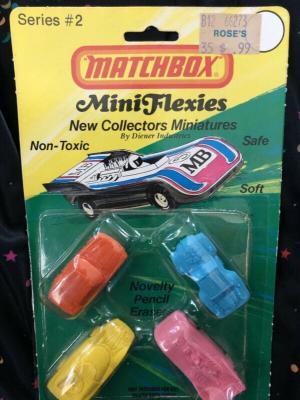 Series #2
B12 66273
ROSE'S
35 $ .99
MATCHBOX
MiniFlexies
New Collectors Miniatures
By Diener Industries
Non-Toxic
Safe
MB
Soft
Novelty
Pencil
Erasers